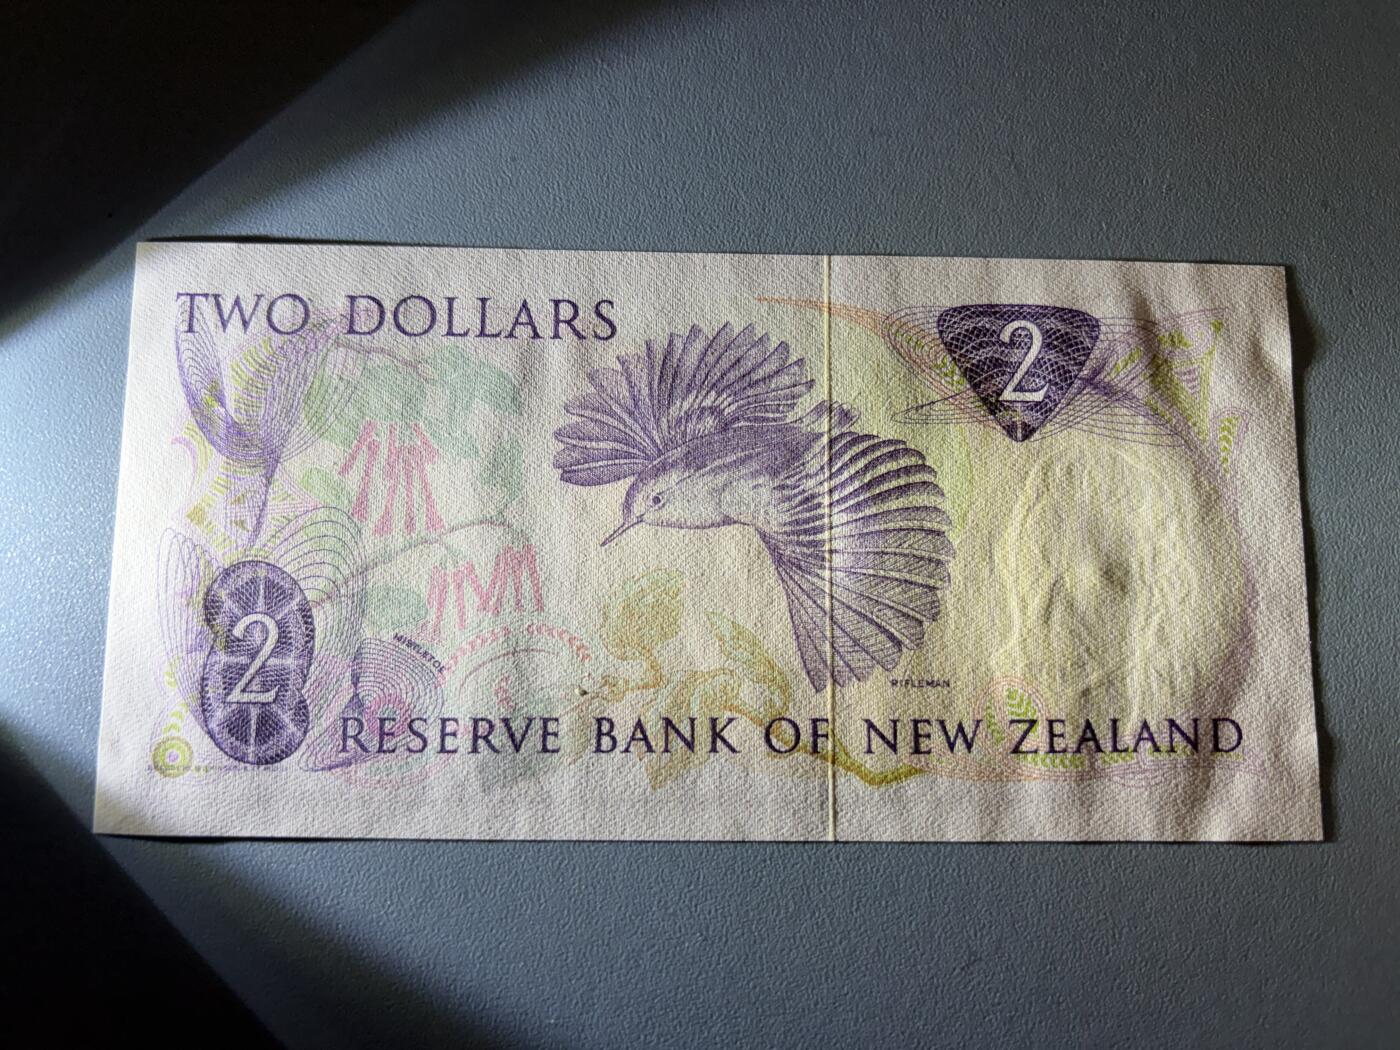 TWO DOLLARS
2
MISTLETOE
RIFLEMAN
2
RESERVE BANK OF NEW ZEALAND